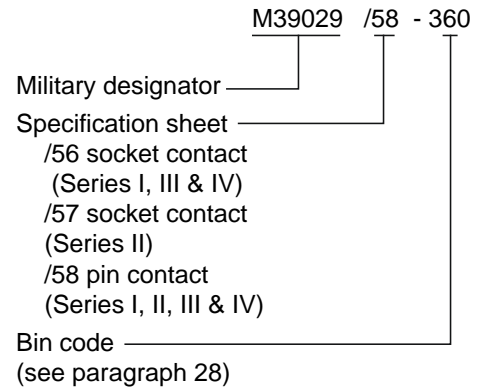 M39029 /58 - 360
Military designator
Specification sheet
/56 socket contact
(Series I, III & IV)
/57 socket contact
(Series II)
/58 pin contact
(Series I, II, III & IV)
Bin code
(see paragraph 28)